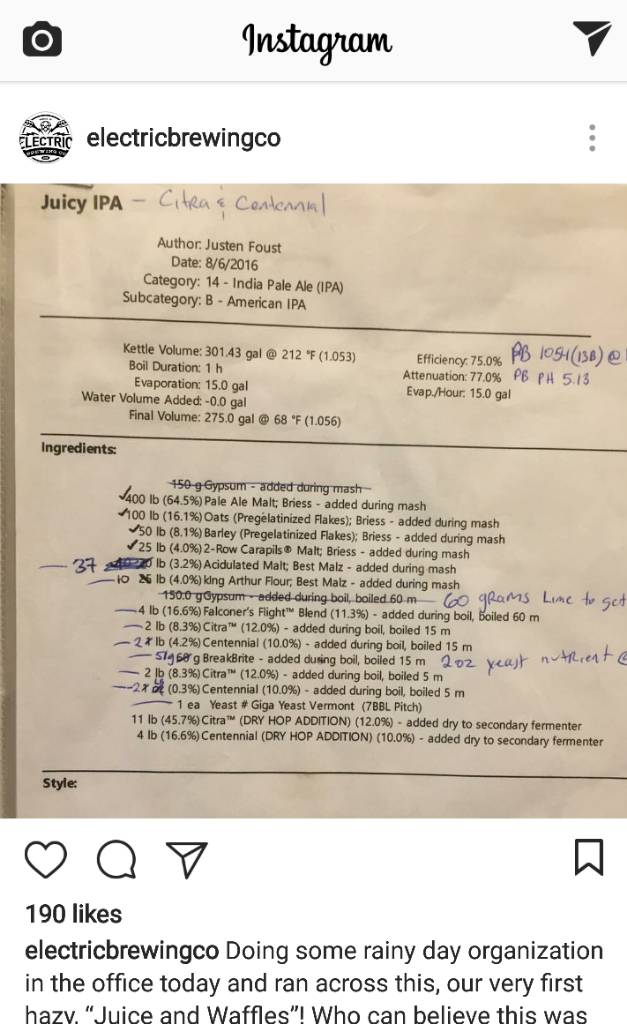 Instagram
ELECTRIC
electricbrewingco
Juicy IPA - Citra & Centennial
Author: Justen Foust
Date: 8/6/2016
Category: 14 - India Pale Ale (IPA)
Subcategory: B - American IPA
Kettle Volume: 301.43 gal @ 212 °F (1.053)
Boil Duration: 1 h
Evaporation: 15.0 gal
Water Volume Added: -0.0 gal
Final Volume: 275.0 gal @ 68 °F (1.056)
Efficiency: 75.0% PB 1054 (13B) @
Attenuation: 77.0% PB PH 5.13
Evap./Hour: 15.0 gal
Ingredients:
150 g Gypsum - added during mash
400 lb (64.5%) Pale Ale Malt; Briess - added during mash
100 lb (16.1%) Oats (Pregelatinized Flakes); Briess - added during mash
50 lb (8.1%) Barley (Pregelatinized Flakes); Briess - added during mash
25 lb (4.0%) 2-Row Carapils® Malt; Briess - added during mash
37 lb (3.2%) Acidulated Malt; Best Malz - added during mash
10 lb (4.0%) king Arthur Flour; Best Malz - added during mash
150.0 g Gypsum - added during boil, boiled 60 m 60 grams Lime to get
4 lb (16.6%) Falconer's Flight™ Blend (11.3%) - added during boil, boiled 60 m
2 lb (8.3%) Citra™ (12.0%) - added during boil, boiled 15 m
2 lb (4.2%) Centennial (10.0%) - added during boil, boiled 15 m
51g g BreakBrite - added during boil, boiled 15 m 2oz yeast nutrient @
2 lb (8.3%) Citra™ (12.0%) - added during boil, boiled 5 m
2 (0.3%) Centennial (10.0%) - added during boil, boiled 5 m
1 ea Yeast # Giga Yeast Vermont (7BBL Pitch)
11 lb (45.7%) Citra™ (DRY HOP ADDITION) (12.0%) - added dry to secondary fermenter
4 lb (16.6%) Centennial (DRY HOP ADDITION) (10.0%) - added dry to secondary fermenter
Style:
190 likes
electricbrewingco Doing some rainy day organization
in the office today and ran across this, our very first
hazy, "Juice and Waffles"! Who can believe this was